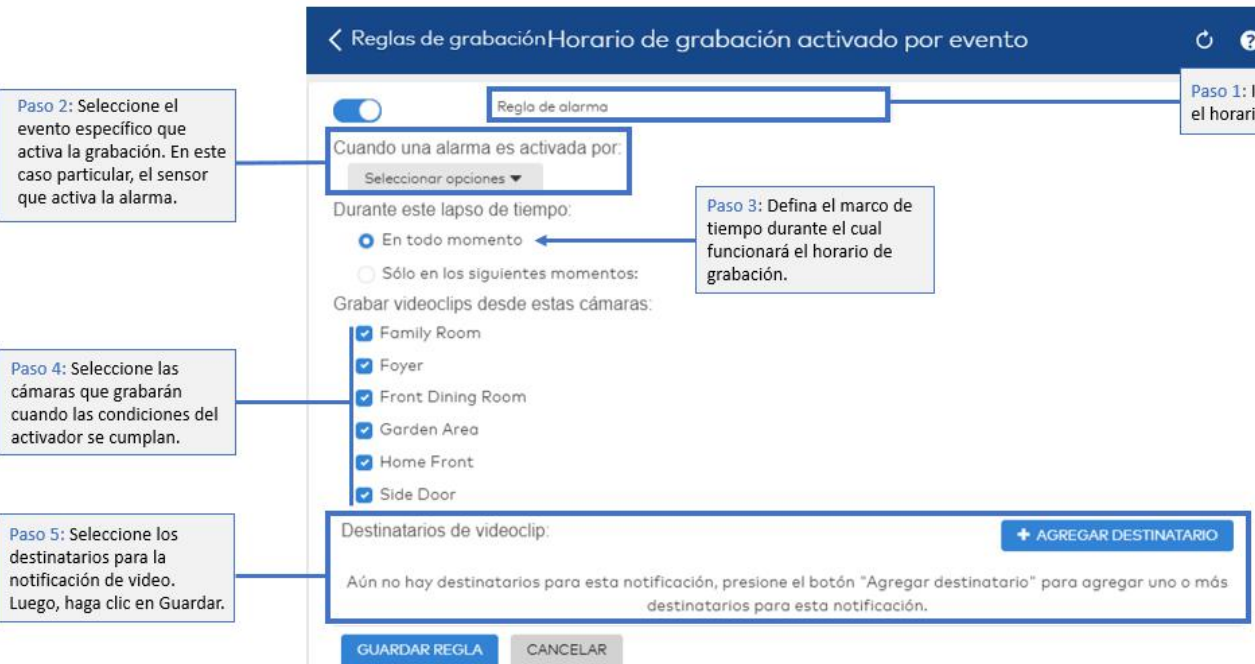 Reglas de grabación Horario de grabación activado por evento
Paso 1:
el horari
Regla de alarma
Paso 2: Seleccione el
evento específico que
activa la grabación. En este
caso particular, el sensor
que activa la alarma.
Cuando una alarma es activada por:
Seleccionar opciones
Durante este lapso de tiempo:
En todo momento
Sólo en los siguientes momentos:
Paso 3: Defina el marco de
tiempo durante el cual
funcionará el horario de
grabación.
Grabar videoclips desde estas cámaras:
Family Room
Foyer
Front Dining Room
Garden Area
Home Front
Side Door
Paso 4: Seleccione las
cámaras que grabarán
cuando las condiciones del
activador se cumplan.
Paso 5: Seleccione los
destinatarios para la
notificación de video.
Luego, haga clic en Guardar.
Destinatarios de videoclip:
+ AGREGAR DESTINATARIO
Aún no hay destinatarios para esta notificación, presione el botón "Agregar destinatario" para agregar uno o más
destinatarios para esta notificación.
GUARDAR REGLA
CANCELAR